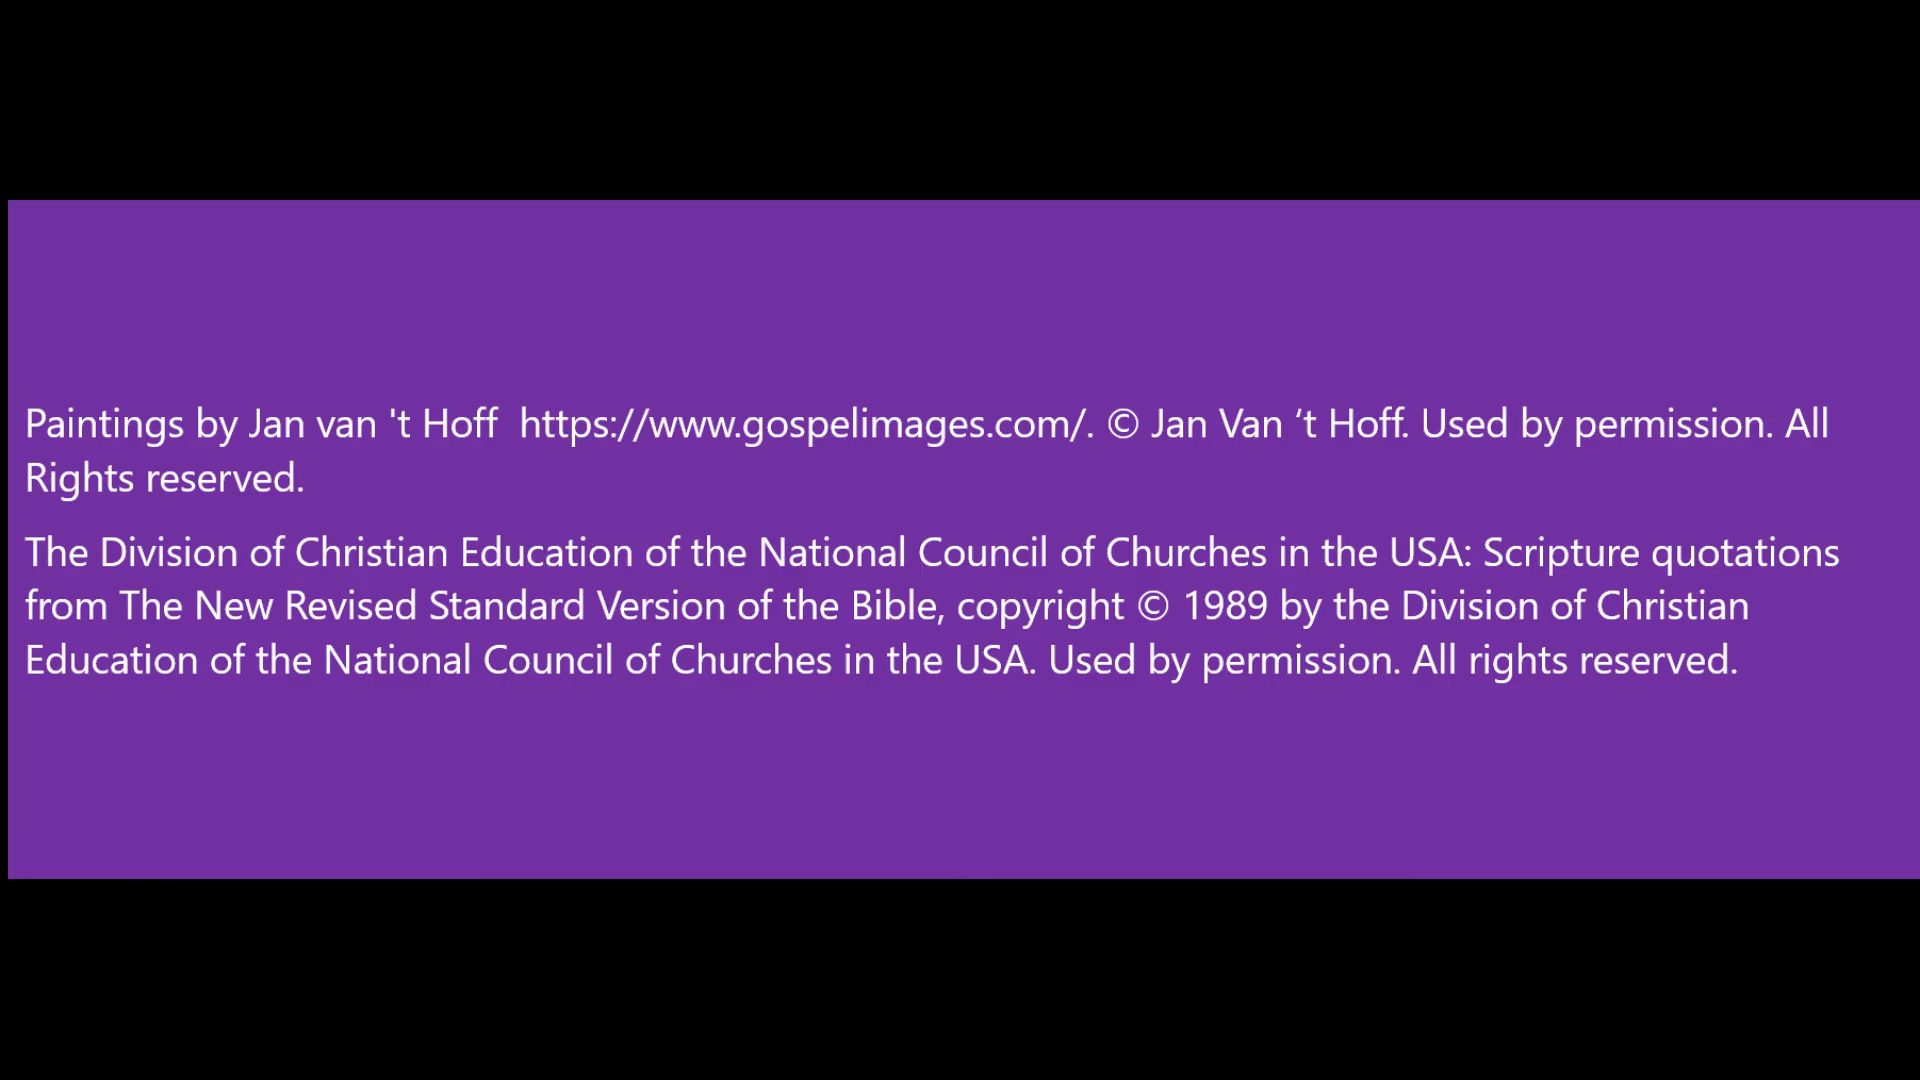 Paintings by Jan van 't Hoff  https://www.gospelimages.com/. © Jan Van ‘t Hoff. Used by permission. All
Rights reserved.
The Division of Christian Education of the National Council of Churches in the USA: Scripture quotations
from The New Revised Standard Version of the Bible, copyright © 1989 by the Division of Christian
Education of the National Council of Churches in the USA. Used by permission. All rights reserved.